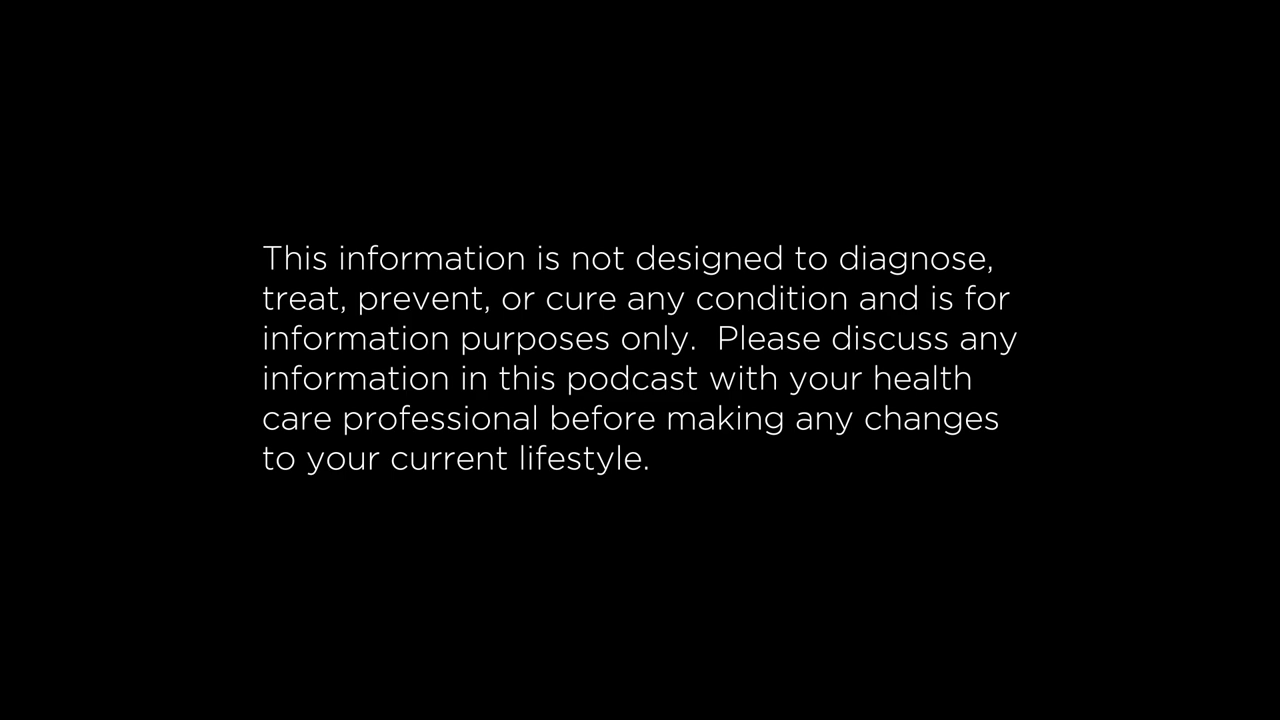 This information is not designed to diagnose,
treat, prevent, or cure any condition and is for
information purposes only.  Please discuss any
information in this podcast with your health
care professional before making any changes
to your current lifestyle.